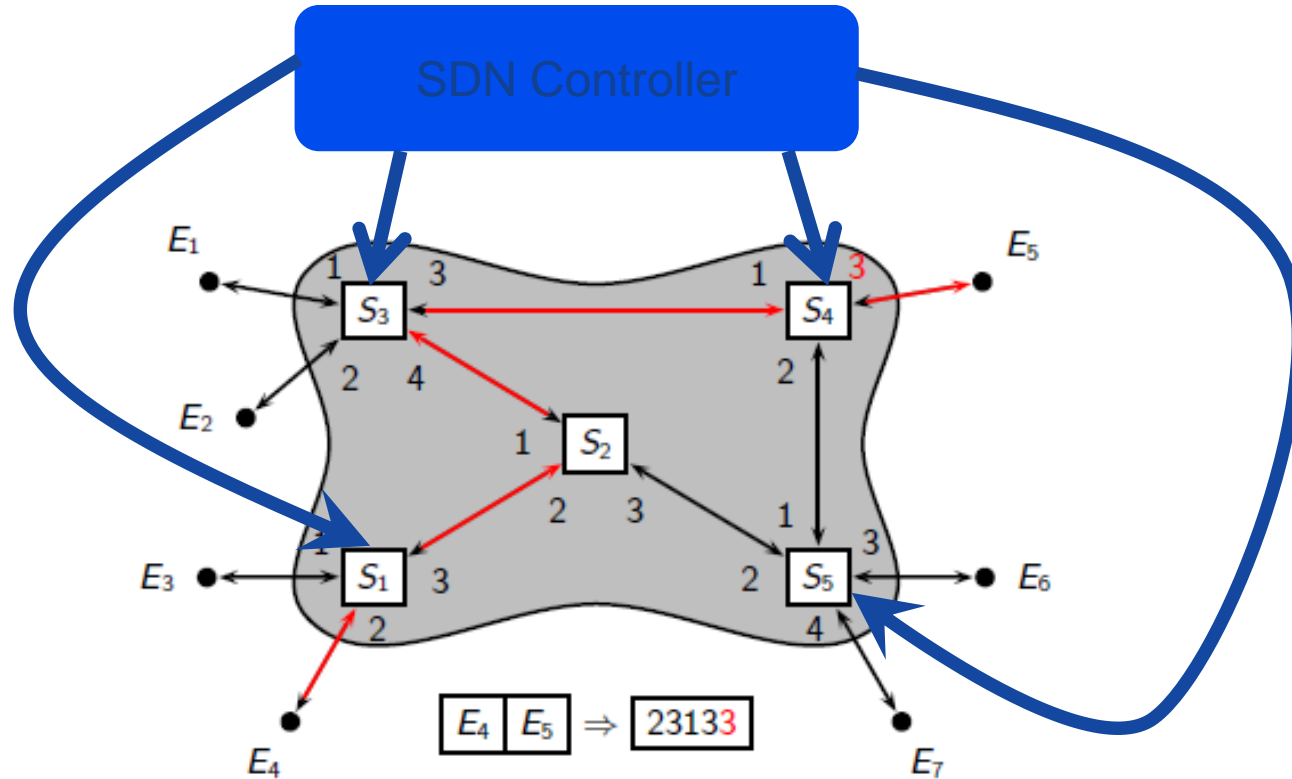 SDN Controller
E₁
1
3
1
3
E₅
S₃
S₄
2
4
2
E₂
1
S₂
2
3
1
3
1
E₃
S₁
3
2
S₅
E₆
2
4
E₄ E₅ ⇒ 23133
E₄
E₇